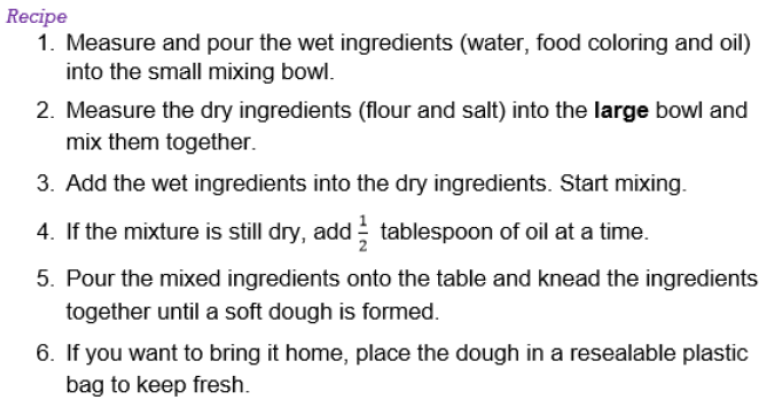 Recipe
1. Measure and pour the wet ingredients (water, food coloring and oil)
into the small mixing bowl.
2. Measure the dry ingredients (flour and salt) into the large bowl and
mix them together.
3. Add the wet ingredients into the dry ingredients. Start mixing.
4. If the mixture is still dry, add 1/2 tablespoon of oil at a time.
5. Pour the mixed ingredients onto the table and knead the ingredients
together until a soft dough is formed.
6. If you want to bring it home, place the dough in a resealable plastic
bag to keep fresh.